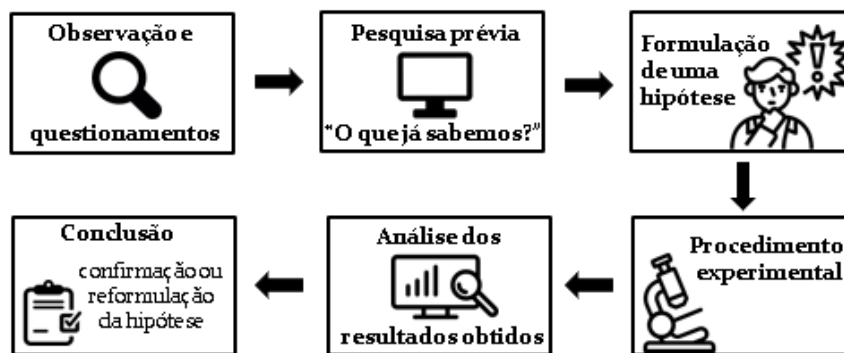 Observação e
questionamentos
Pesquisa prévia
"O que já sabemos?"
Formulação
de uma
hipótese
Procedimento
experimental
Análise dos
resultados obtidos
Conclusão
confirmação ou
reformulação
da hipótese